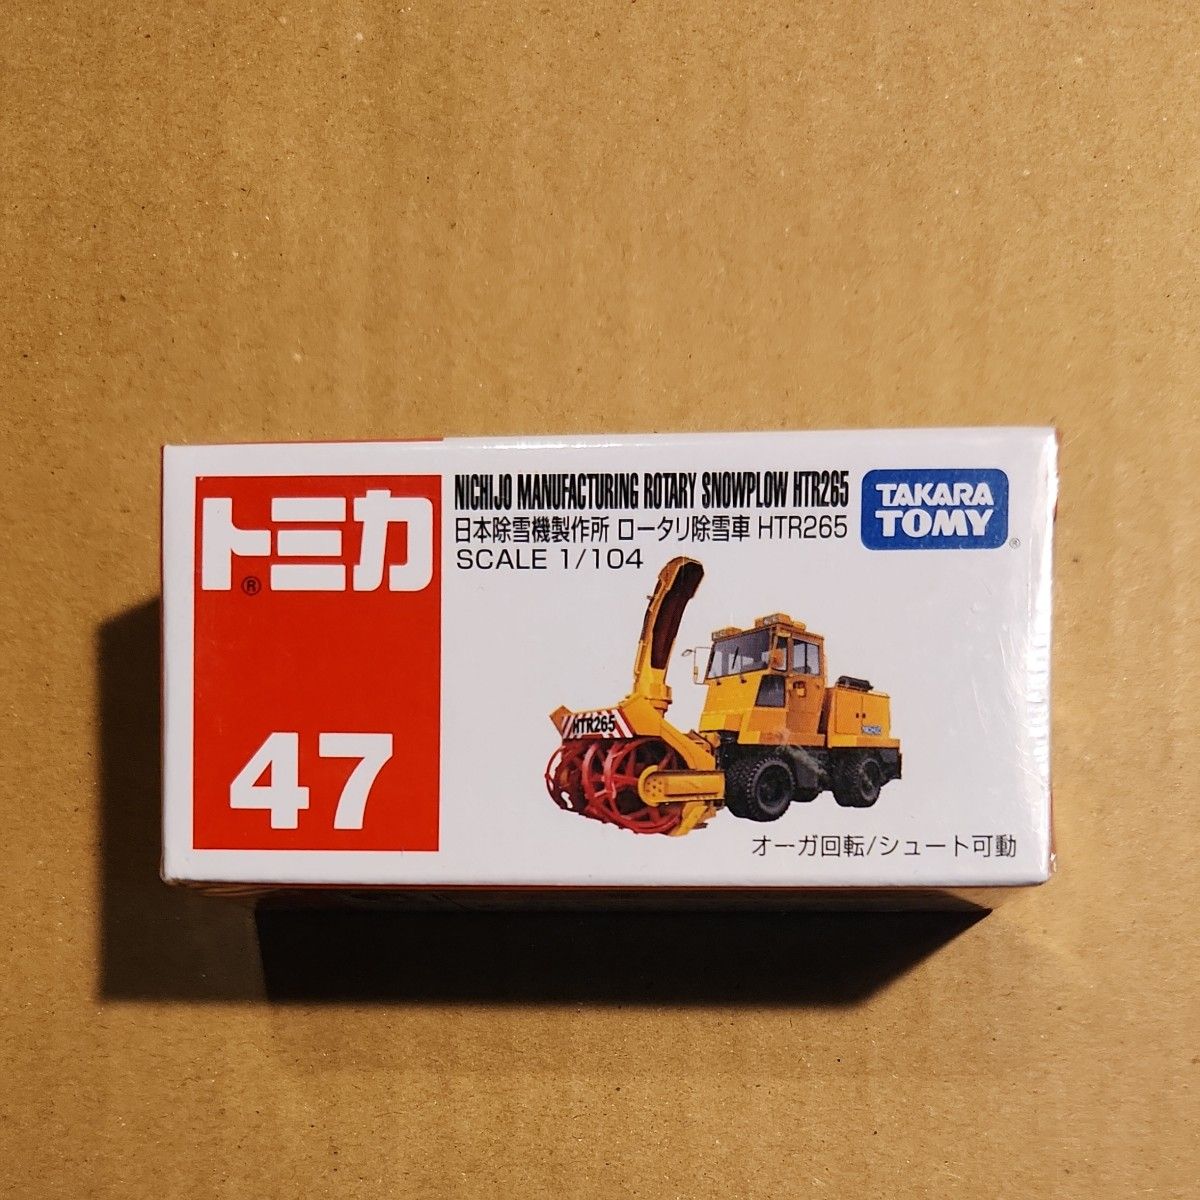 トミカ®
47
NICHIJO MANUFACTURING ROTARY SNOWPLOW HTR265
日本除雪機製作所 ロータリ除雪車 HTR265
SCALE 1/104
TAKARA
TOMY®
HTR265
オーガ回転/シュート可動